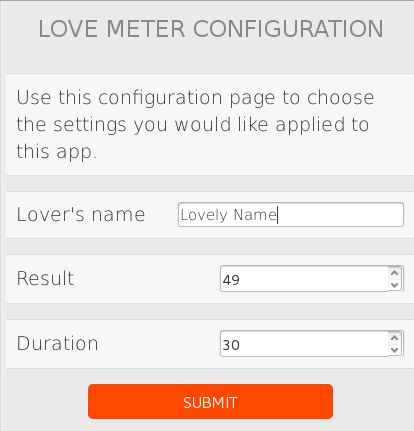 LOVE METER CONFIGURATION
Use this configuration page to choose
the settings you would like applied to
this app.
Lover's name Lovely Name
Result 49
Duration 30
SUBMIT